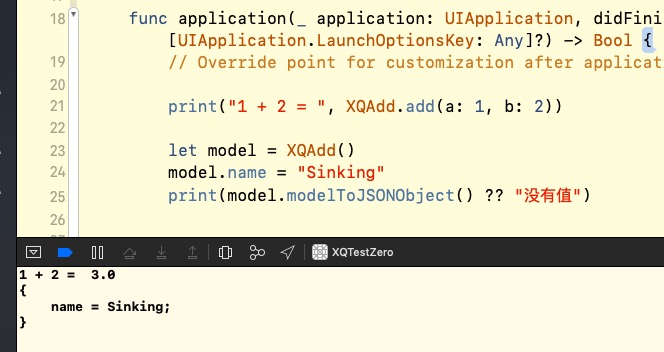 18 func application(_ application: UIApplication, didFini
[UIApplication.LaunchOptionsKey: Any]?) -> Bool {
19 // Override point for customization after applicat
20
21 print("1 + 2 = ", XQAdd.add(a: 1, b: 2))
22
23 let model = XQAdd()
24 model.name = "Sinking"
25 print(model.modelToJSONObject() ?? "没有值")
26
XQTestZero
1 + 2 =  3.0
{
name = Sinking;
}